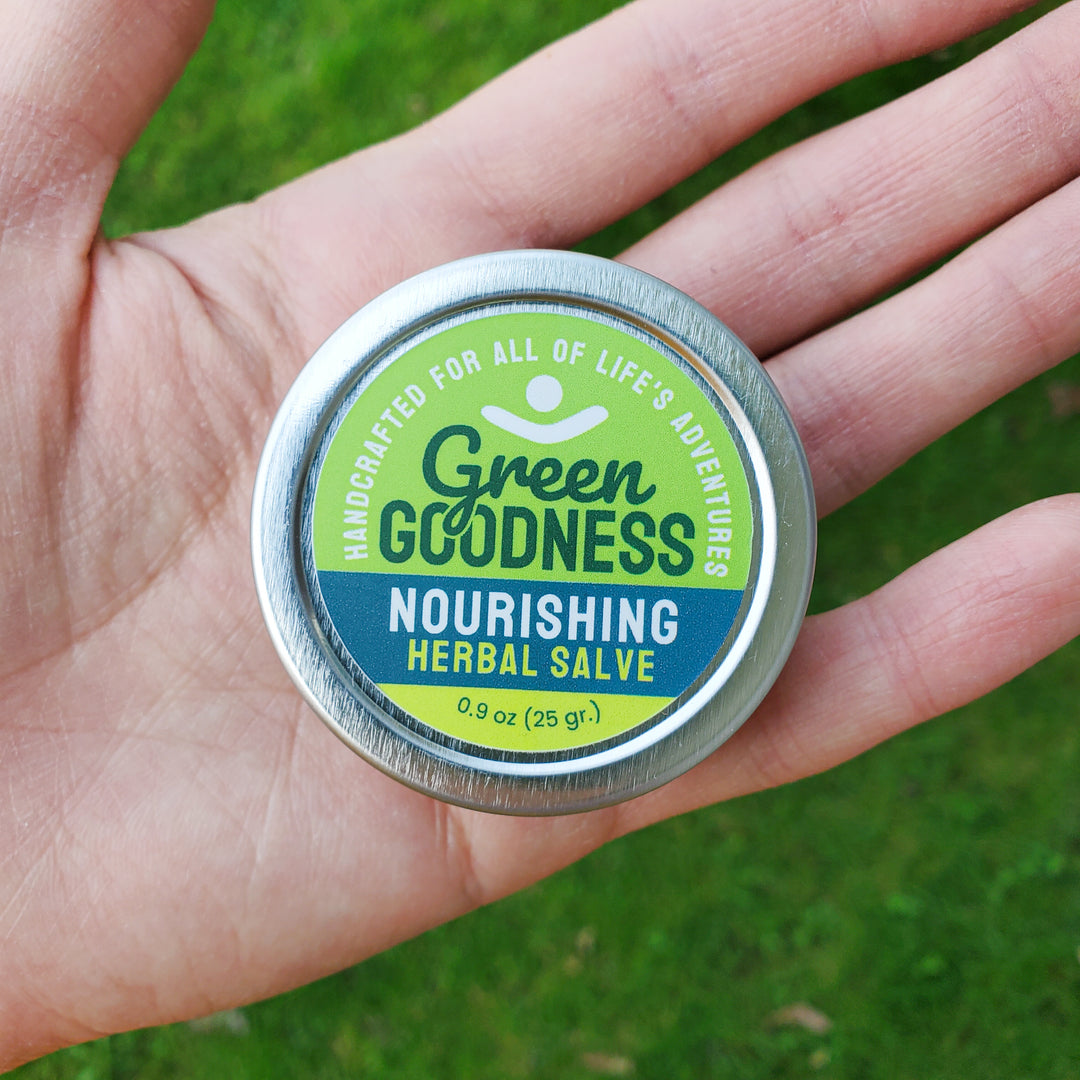 HANDCRAFTED FOR ALL OF LIFE'S ADVENTURES
Green
GOODNESS
NOURISHING
HERBAL SALVE
0.9 oz (25 gr.)